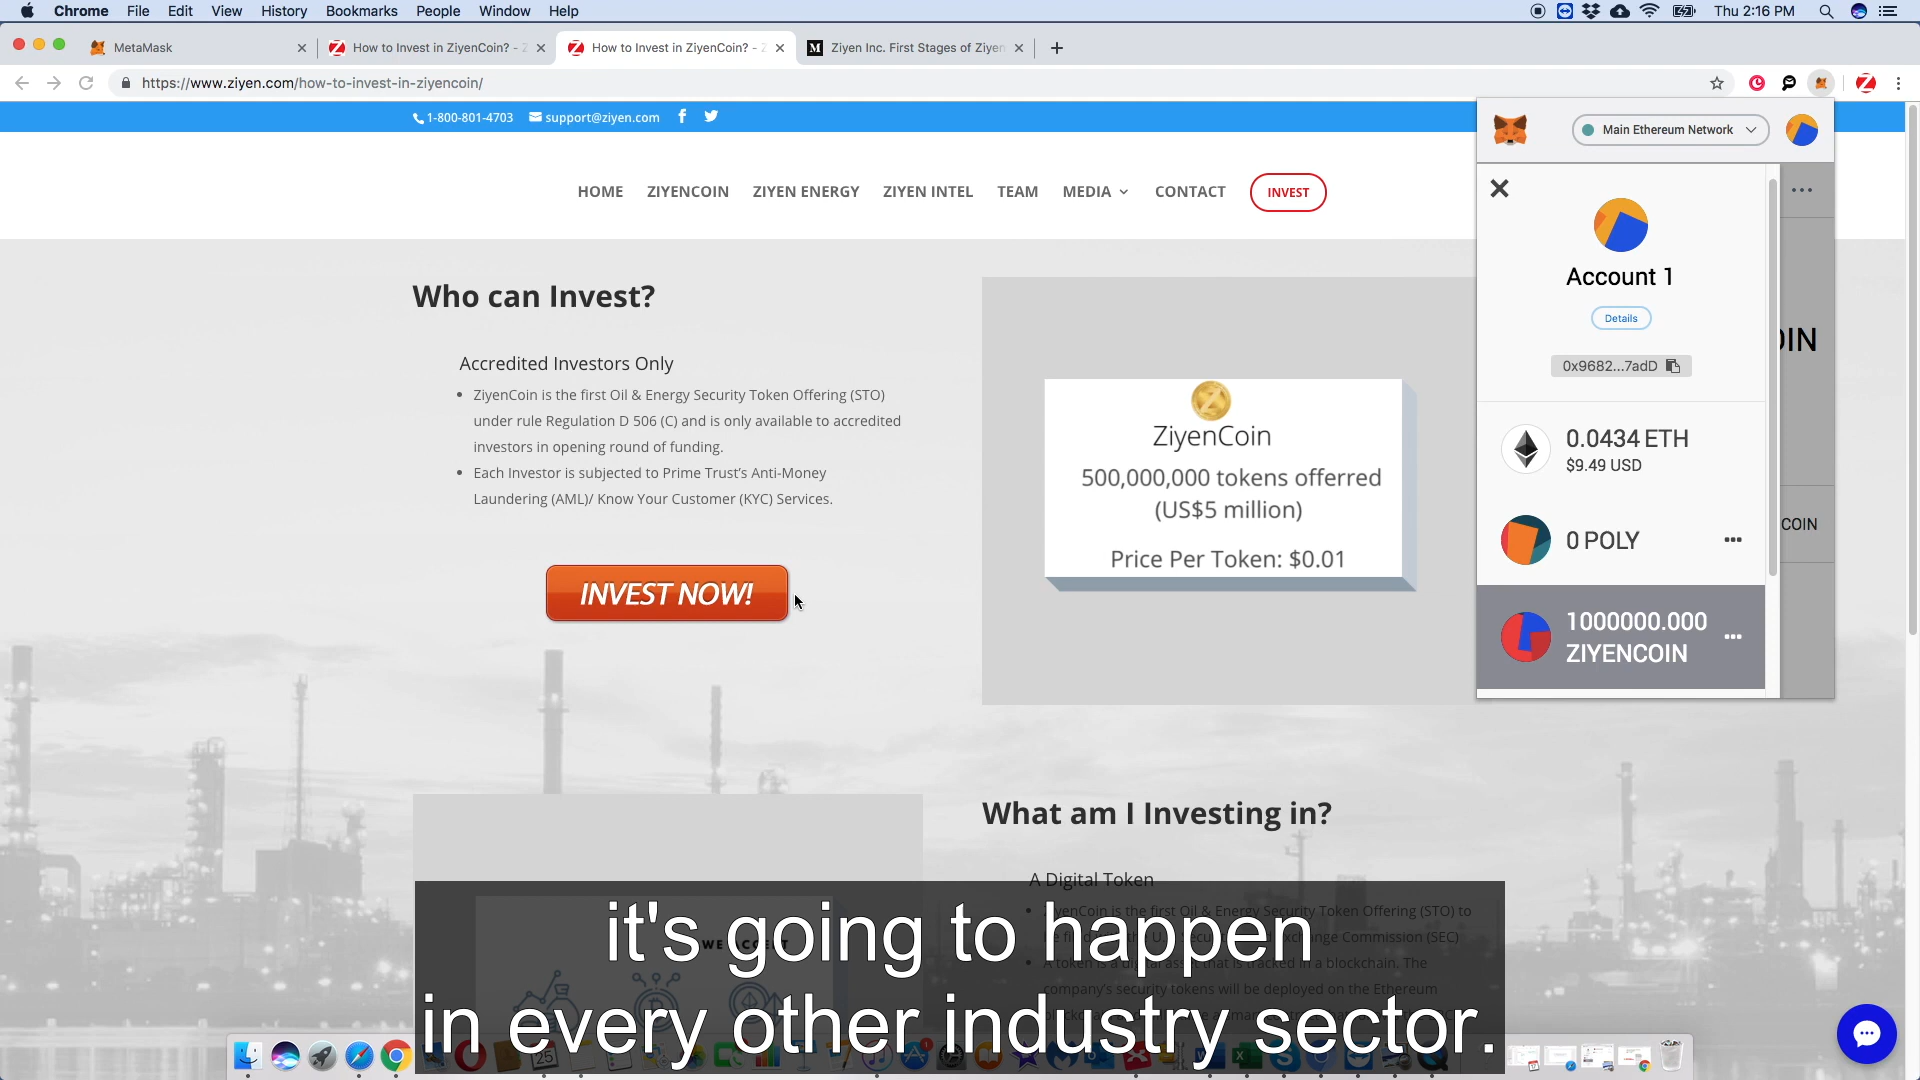 Chrome File Edit View History Bookmarks People Window Help
Thu 2:16 PM
MetaMask
How to Invest in ZiyenCoin? - Z
How to Invest in ZiyenCoin? - Z
Ziyen Inc. First Stages of Ziyen
https://www.ziyen.com/how-to-invest-in-ziyencoin/
1-800-801-4703 support@ziyen.com
HOME ZIYENCOIN ZIYEN ENERGY ZIYEN INTEL TEAM MEDIA CONTACT INVEST
Who can Invest?
Accredited Investors Only
• ZiyenCoin is the first Oil & Energy Security Token Offering (STO)
under rule Regulation D 506 (C) and is only available to accredited
investors in opening round of funding.
• Each Investor is subjected to Prime Trust's Anti-Money
Laundering (AML)/ Know Your Customer (KYC) Services.
INVEST NOW!
ZiyenCoin
500,000,000 tokens offerred
(US$5 million)
Price Per Token: $0.01
Main Ethereum Network
Account 1
Details
0x9682...7adD
0.0434 ETH
$9.49 USD
0 POLY
1000000.000
ZIYENCOIN
COIN
What am I Investing in?
A Digital Token
it's going to happen
in every other industry sector.